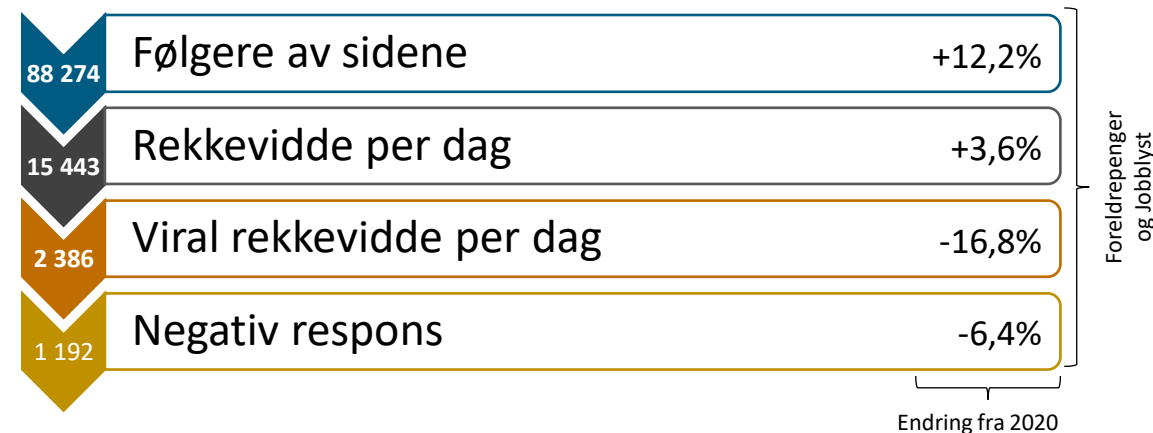 88 274
Følgere av sidene
+12,2%
15 443
Rekkevidde per dag
+3,6%
2 386
Viral rekkevidde per dag
-16,8%
1 192
Negativ respons
-6,4%
Foreldrepenger
og Jobblyst
Endring fra 2020